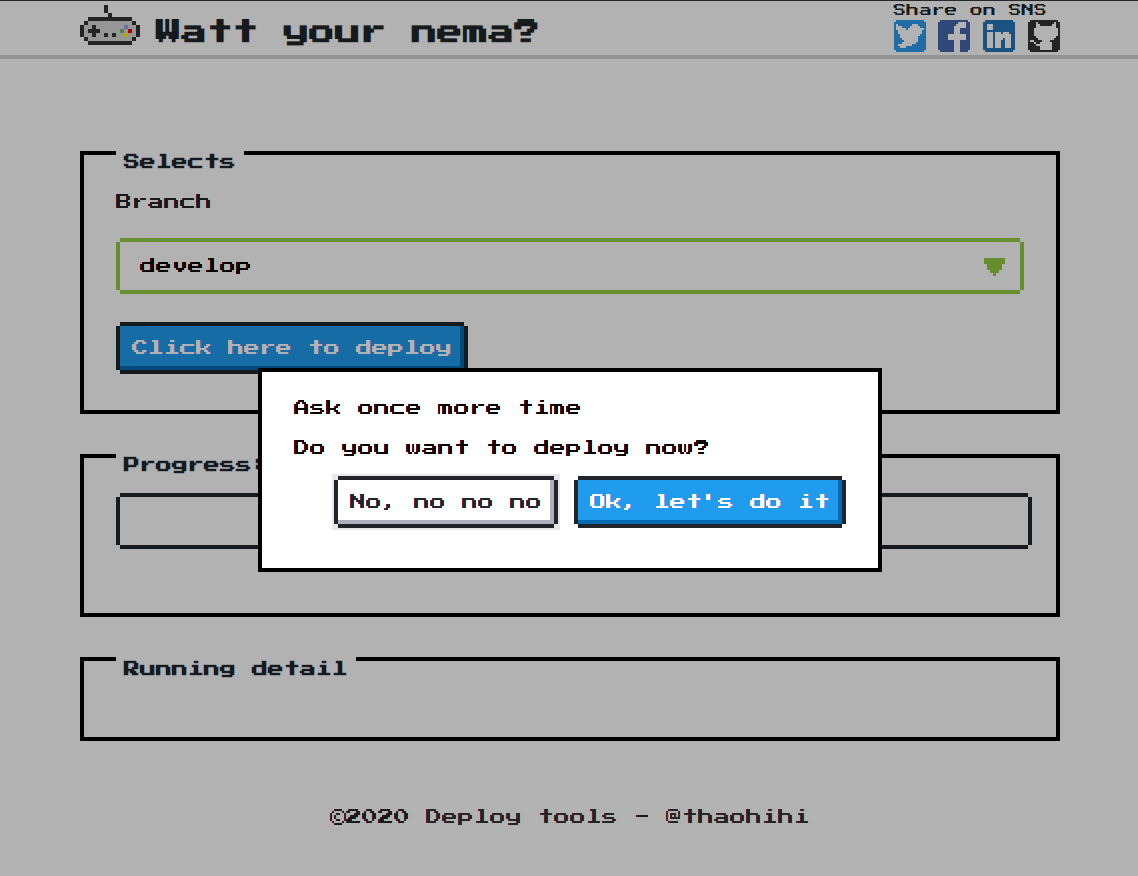 Watt your nema?
Share on SNS
Selects
Branch
develop
Click here to deploy
Ask once more time
Do you want to deploy now?
No, no no no
Ok, let's do it
Progress:
Running detail
©2020 Deploy tools - @thaohihi